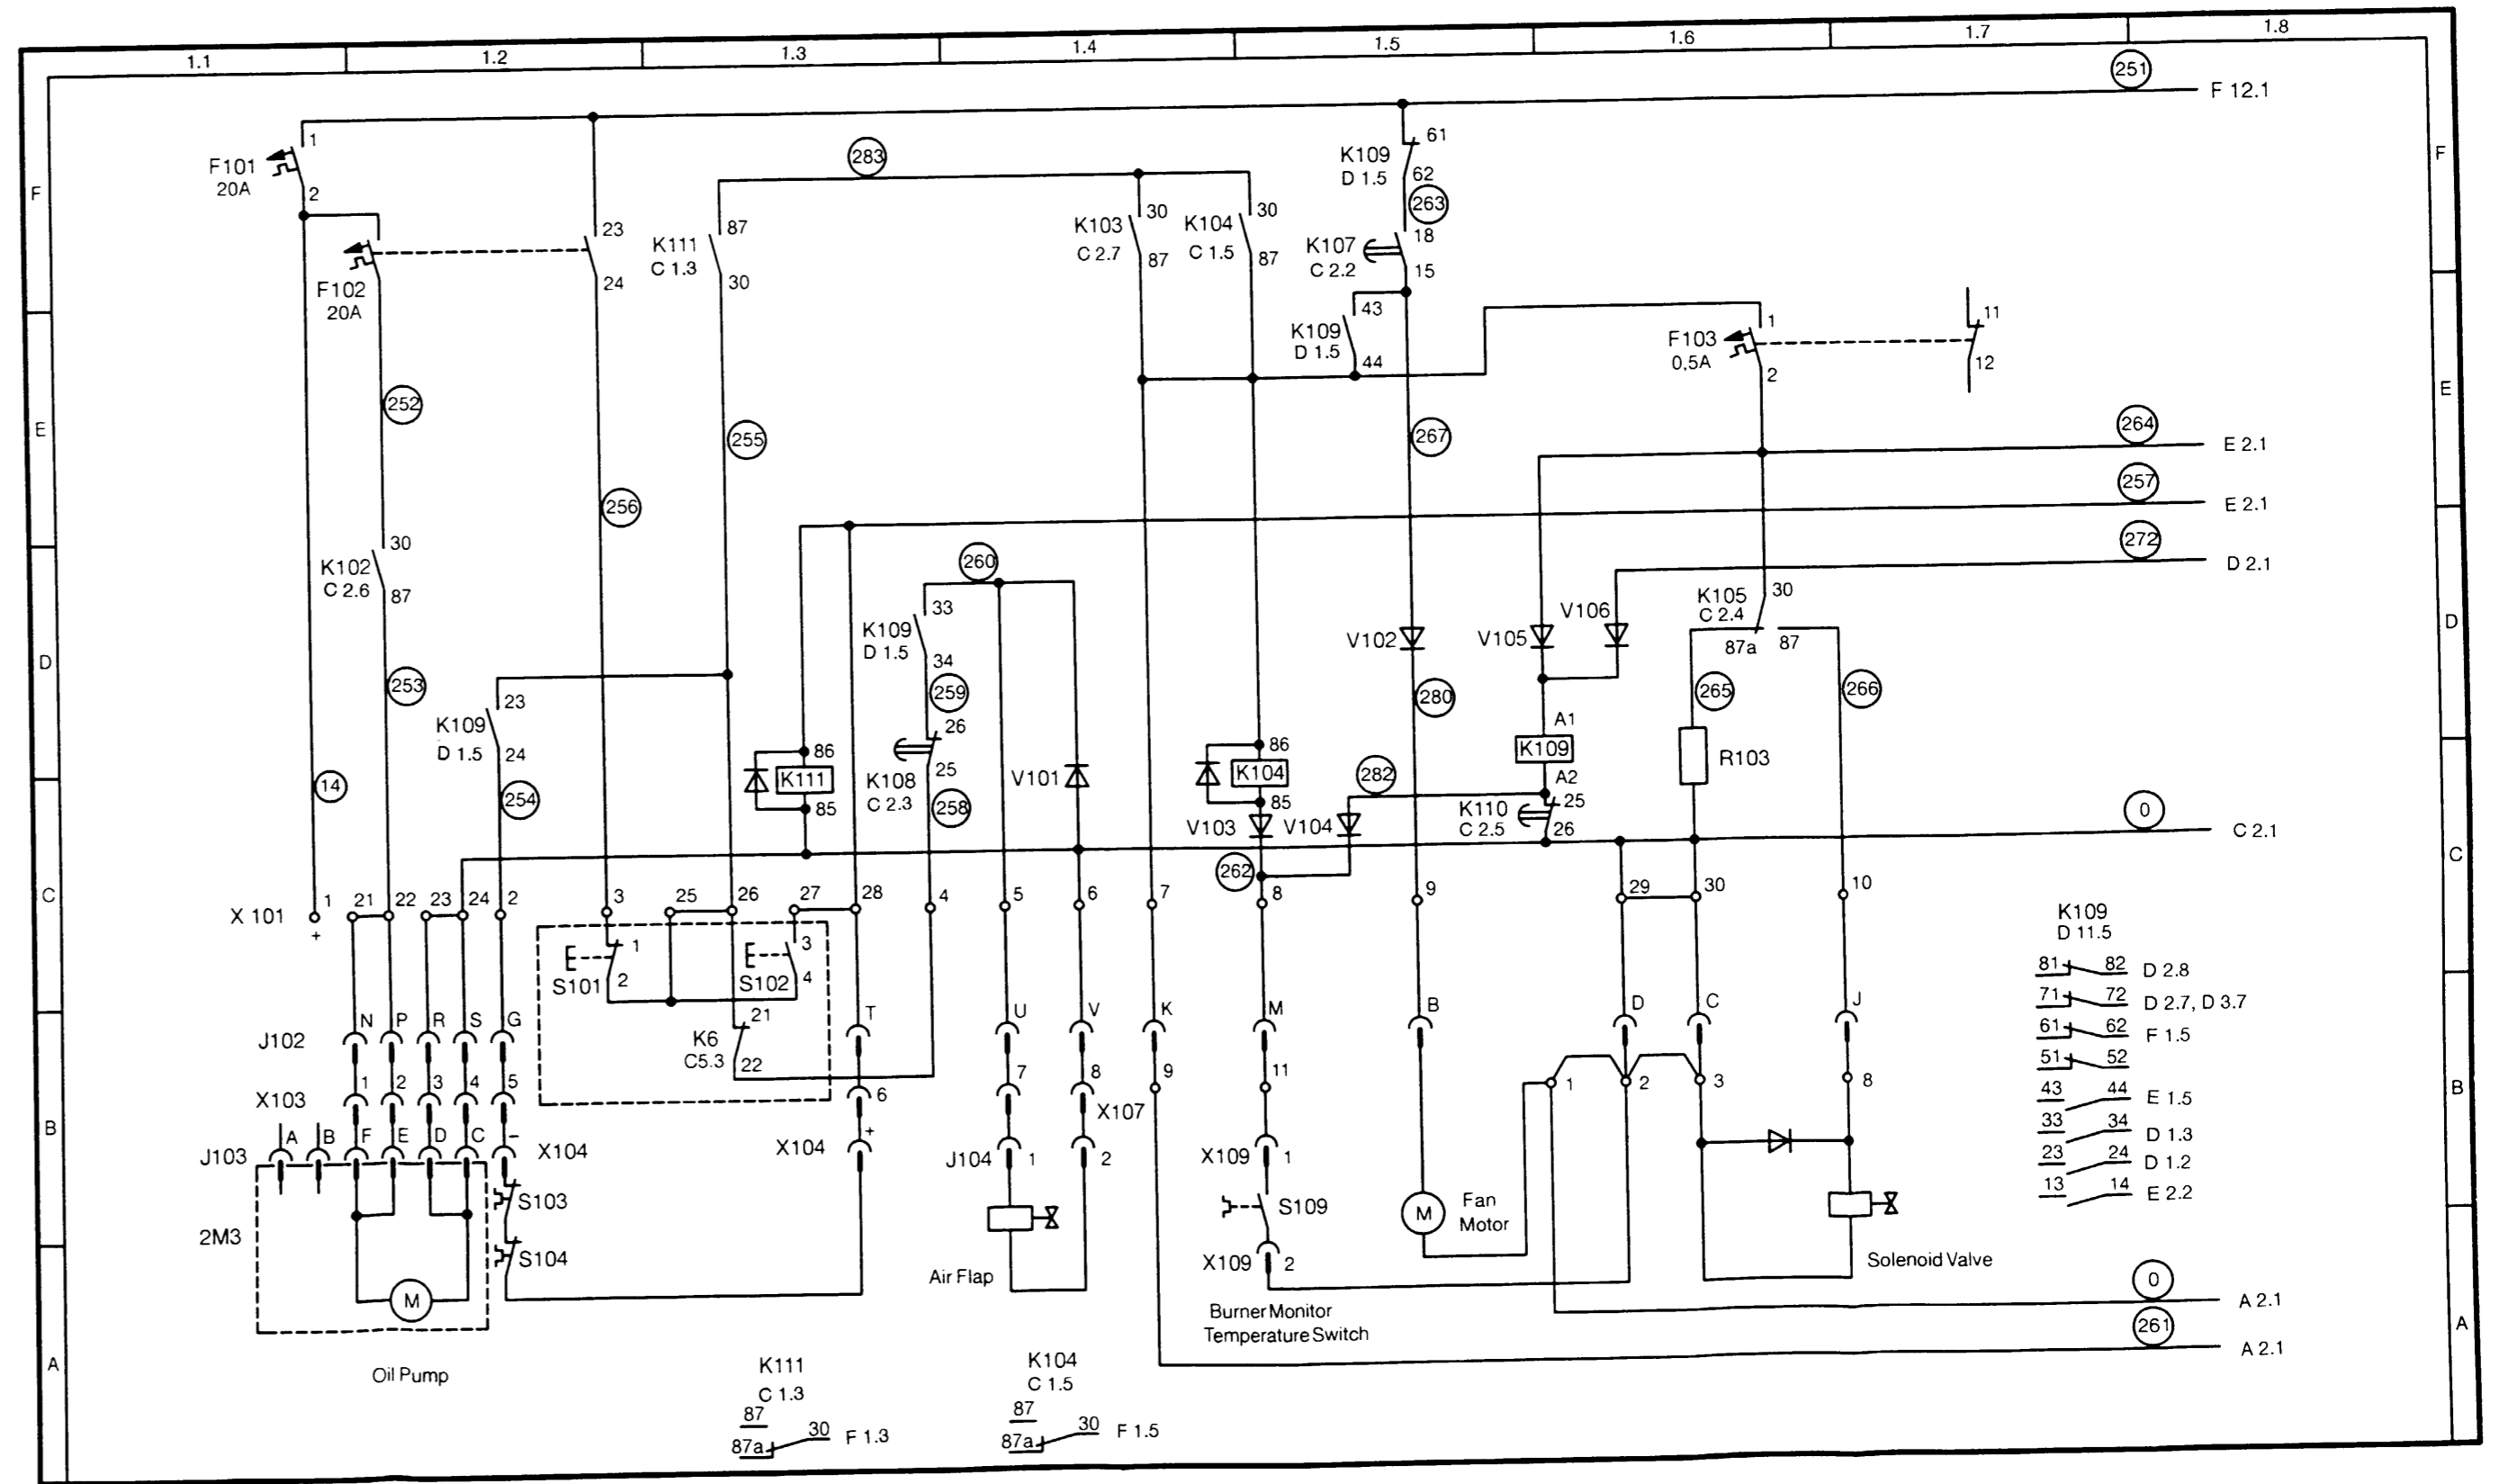 1.1 1.2 1.3 1.4 1.5 1.6 1.7 1.8
251
F 12.1
F
F
1
F101
20A
2
F102
20A
23
24
283
K111
C 1.3
87
30
K103
C 2.7
30
87
K104
C 1.5
30
87
K109
D 1.5
61
62
263
K107
C 2.2
18
15
43
K109
D 1.5
44
F103
0,5A
1
2
11
12
E
E
252
255
267
264
E 2.1
256
257
E 2.1
260
272
D 2.1
D
D
K102
C 2.6
30
87
253
K109
D 1.5
23
24
254
K109
D 1.5
33
34
259
26
K108
C 2.3
25
258
V101
86
K111
85
V102
280
V105
V106
K105
C 2.4
30
87a
87
265
266
R103
A1
K109
A2
K110
C 2.5
25
26
282
86
K104
85
V103
V104
262
14
0
C 2.1
C
C
X 101
1
+
21 22 23 24 2 3 25 26 27 28 4 5 6 7 8 9 29 30 10
S101
1
2
S102
3
4
K6
C5.3
21
22
J102
N P R S G T U V K M B D C J
X103
1 2 3 4 5 6 7 8 9 11 1 2 3 8
X107
J103
A B F E D C
−
X104
X104
+
J104
1 2
X109
1
S109
X109
2
S103
S104
2M3
M
M
Fan
Motor
Oil Pump
Air Flap
Burner Monitor
Temperature Switch
Solenoid Valve
B
B
K109
D 11.5
81 82 D 2.8
71 72 D 2.7, D 3.7
61 62 F 1.5
51 52
43 44 E 1.5
33 34 D 1.3
23 24 D 1.2
13 14 E 2.2
0
A 2.1
261
A 2.1
A
A
K111
C 1.3
87
87a 30 F 1.3
K104
C 1.5
87
87a 30 F 1.5